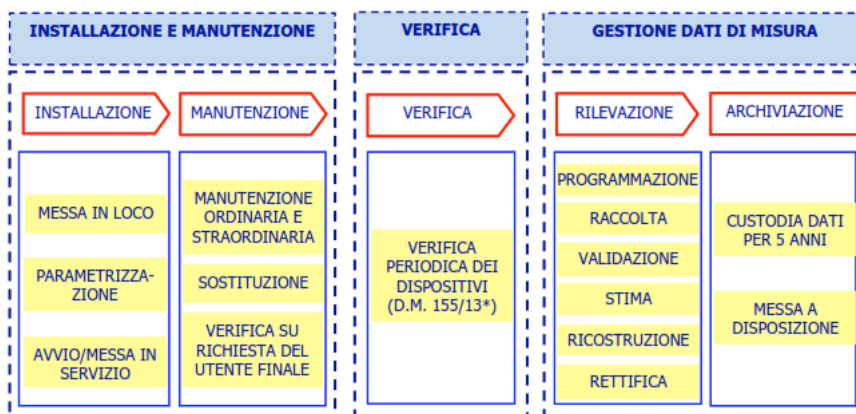 INSTALLAZIONE E MANUTENZIONE
VERIFICA
GESTIONE DATI DI MISURA
INSTALLAZIONE
MANUTENZIONE
VERIFICA
RILEVAZIONE
ARCHIVIAZIONE
MESSA IN LOCO
PARAMETRIZZA-
ZIONE
AVVIO/MESSA IN
SERVIZIO
MANUTENZIONE
ORDINARIA E
STRAORDINARIA
SOSTITUZIONE
VERIFICA SU
RICHIESTA DEL
UTENTE FINALE
VERIFICA
PERIODICA DEI
DISPOSITIVI
(D.M. 155/13*)
PROGRAMMAZIONE
RACCOLTA
VALIDAZIONE
STIMA
RICOSTRUZIONE
RETTIFICA
CUSTODIA DATI
PER 5 ANNI
MESSA A
DISPOSIZIONE